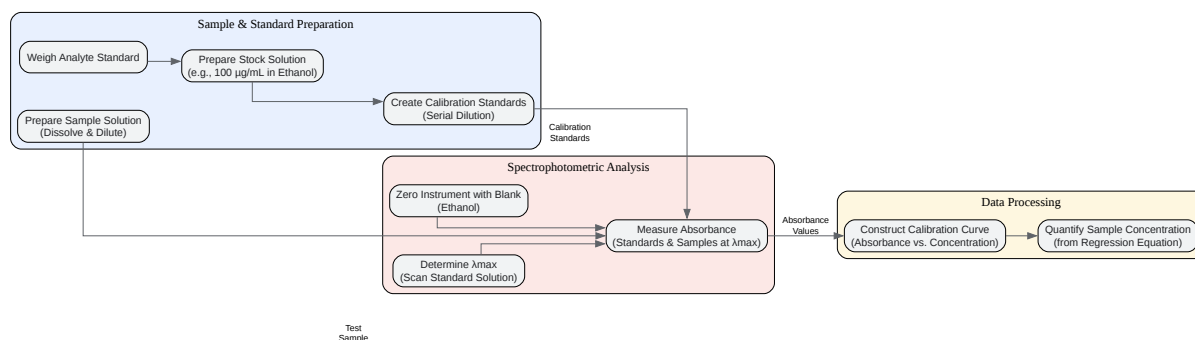 Sample & Standard Preparation
Weigh Analyte Standard
Prepare Stock Solution
(e.g., 100 µg/mL in Ethanol)
Create Calibration Standards
(Serial Dilution)
Prepare Sample Solution
(Dissolve & Dilute)
Calibration
Standards
Spectrophotometric Analysis
Zero Instrument with Blank
(Ethanol)
Measure Absorbance
(Standards & Samples at λmax)
Determine λmax
(Scan Standard Solution)
Absorbance
Values
Data Processing
Construct Calibration Curve
(Absorbance vs. Concentration)
Quantify Sample Concentration
(from Regression Equation)
Test
Sample